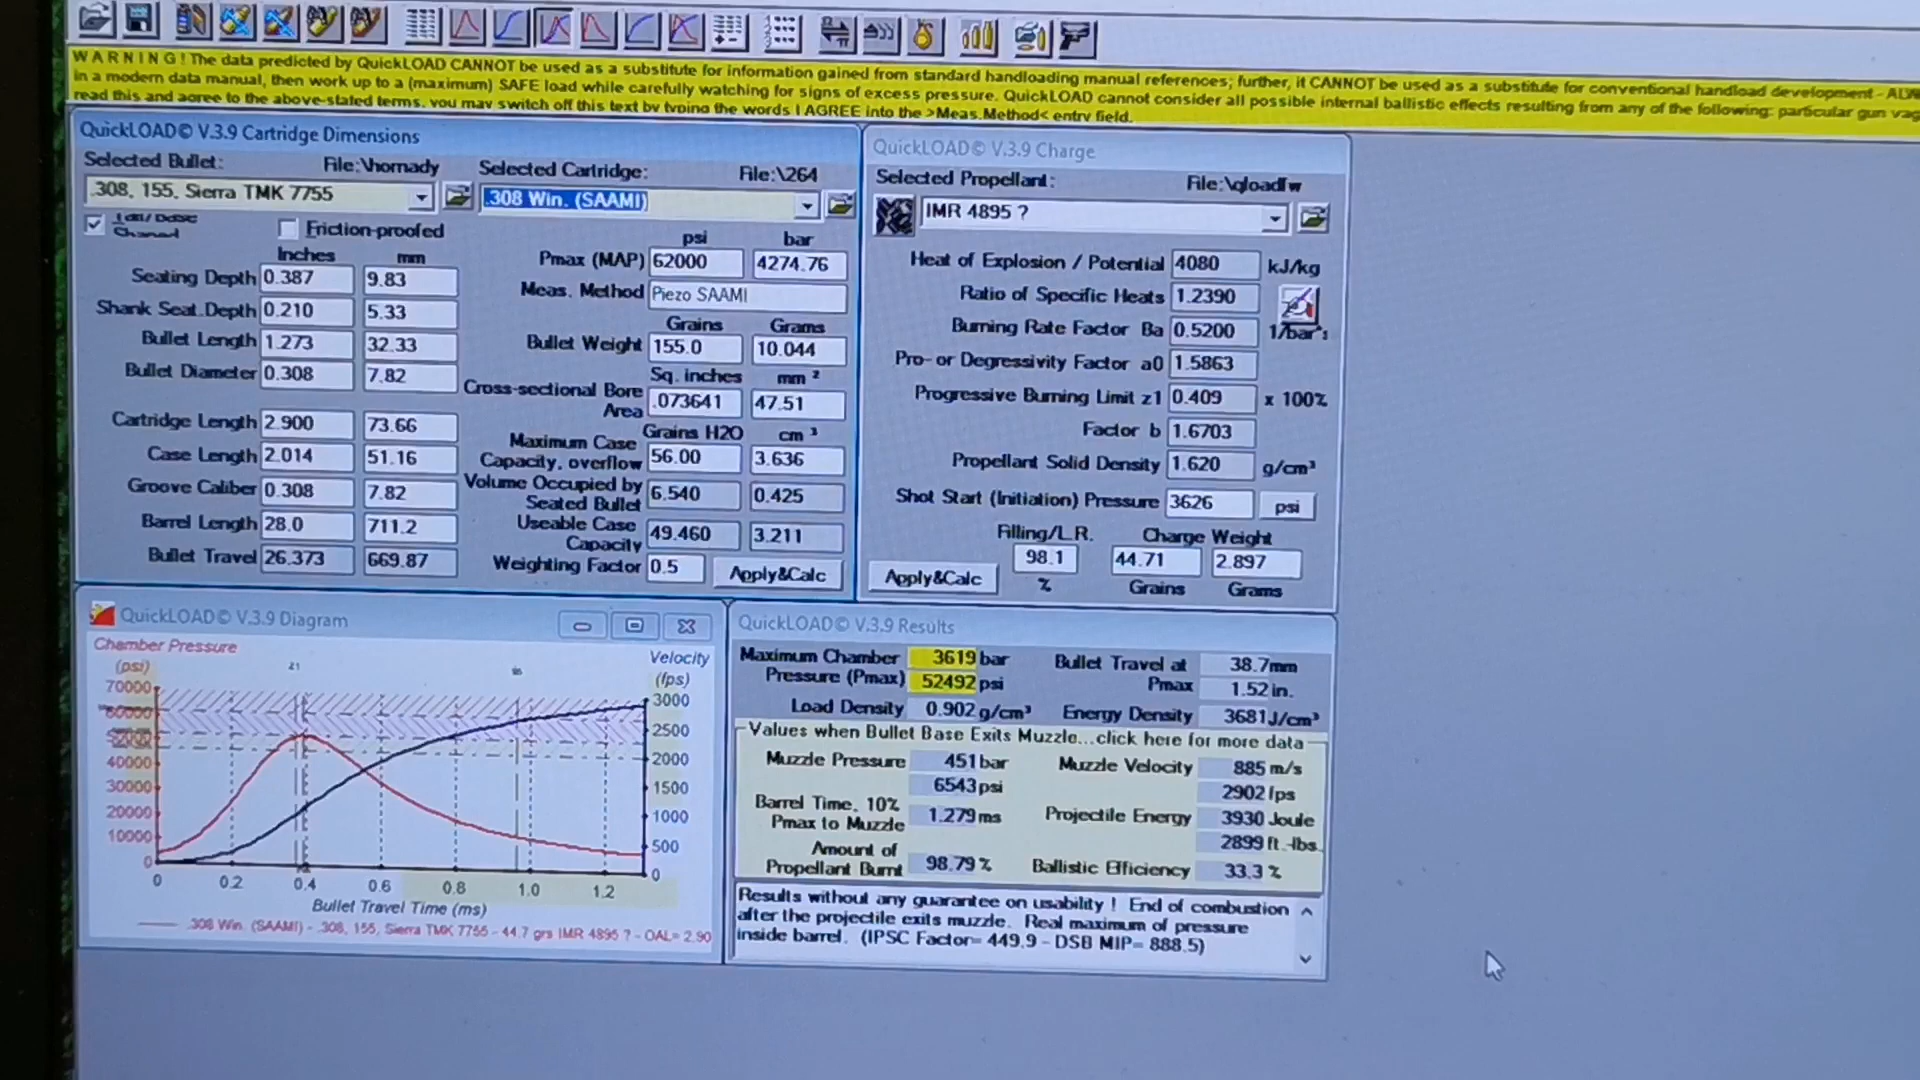 W A R N I N G ! The data predicted by QuickLOAD CANNOT be used as a substitute for information gained from standard handloading manual references; further, it CANNOT be used as a substitute for conventional handload development -
in a modern data manual, then work up to a (maximum) SAFE load while carefully watching for signs of excess pressure. QuickLOAD cannot consider all possible internal ballistic effects resulting from any of the following: particular gun
read this and agree to the above-stated terms, you may switch off this text by typing the words I AGREE into the >Meas.Method< entry field.
QuickLOAD© V.3.9 Cartridge Dimensions
Selected Bullet: File:\hornady
.308, 155, Sierra TMK 7755
Friction-proofed
Inches mm
Seating Depth 0.387 9.83
Shank Seat.Depth 0.210 5.33
Bullet Length 1.273 32.33
Bullet Diameter 0.308 7.82
Cartridge Length 2.900 73.66
Case Length 2.014 51.16
Groove Caliber 0.308 7.82
Barrel Length 28.0 711.2
Bullet Travel 26.373 669.87
Selected Cartridge: File:\264
.308 Win. (SAAMI)
psi bar
Pmax (MAP) 62000 4274.76
Meas. Method Piezo SAAMI
Grains Grams
Bullet Weight 155.0 10.044
Sq. inches mm ²
Cross-sectional Bore
Area .073641 47.51
Grains H2O cm ³
Maximum Case
Capacity, overflow 56.00 3.636
Volume Occupied by
Seated Bullet 6.540 0.425
Useable Case
Capacity 49.460 3.211
Weighting Factor 0.5 Apply&Calc
QuickLOAD© V.3.9 Charge
Selected Propellant: File:\qloadfw
IMR 4895 ?
Heat of Explosion / Potential 4080 kJ/kg
Ratio of Specific Heats 1.2390
Burning Rate Factor Ba 0.5200 1/bar*s
Pro- or Degressivity Factor a0 1.5863
Progressive Burning Limit z1 0.409 x 100%
Factor b 1.6703
Propellant Solid Density 1.620 g/cm³
Shot Start (Initiation) Pressure 3626 psi
Filling/L.R. Charge Weight
Apply&Calc 98.1 44.71 2.897
% Grains Grams
QuickLOAD© V.3.9 Diagram
Chamber Pressure
(psi)
z1
Velocity
(fps)
70000
60000
40000
30000
20000
10000
0
3000
2500
2000
1500
1000
500
0
0 0.2 0.4 0.6 0.8 1.0 1.2
Bullet Travel Time (ms)
.308 Win. (SAAMI) - .308, 155, Sierra TMK 7755 - 44.7 grs IMR 4895 ? - OAL= 2.90
QuickLOAD© V.3.9 Results
Maximum Chamber 3619 bar
Pressure (Pmax) 52492 psi
Load Density 0.902 g/cm³
Bullet Travel at 38.7 mm
Pmax 1.52 in.
Energy Density 3681 J/cm³
Values when Bullet Base Exits Muzzle...click here for more data
Muzzle Pressure 451 bar
6543 psi
Barrel Time, 10%
Pmax to Muzzle 1.279 ms
Amount of
Propellant Burnt 98.79 %
Muzzle Velocity 885 m/s
2902 fps
Projectile Energy 3930 Joule
2899 ft.-lbs.
Ballistic Efficiency 33.3 %
Results without any guarantee on usability ! End of combustion
after the projectile exits muzzle. Real maximum of pressure
inside barrel. (IPSC Factor= 449.9 - DSB MIP= 888.5)